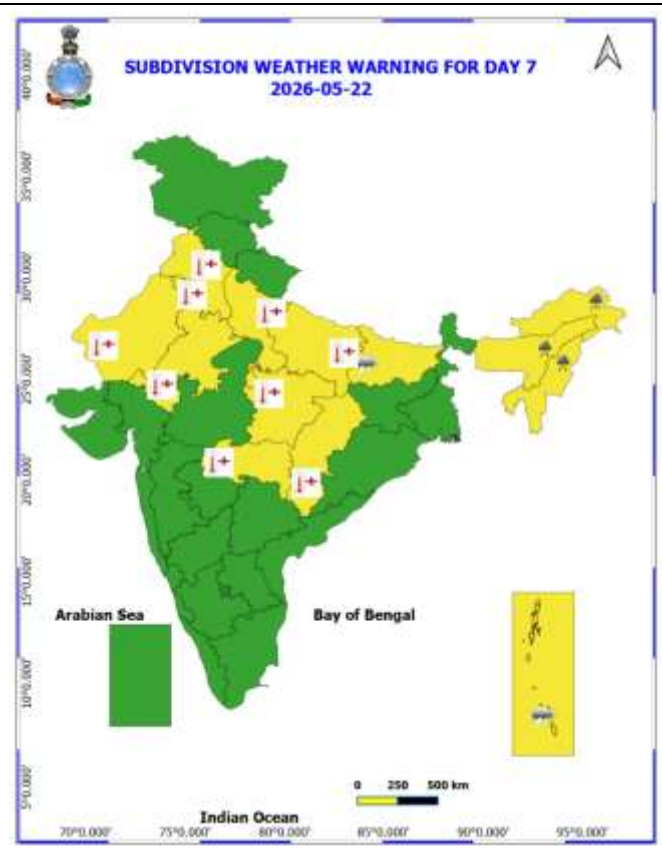 SUBDIVISION WEATHER WARNING FOR DAY 7
2026-05-22
40°0.000'
35°0.000'
30°0.000'
25°0.000'
20°0.000'
15°0.000'
10°0.000'
5°0.000'
Arabian Sea
Bay of Bengal
0 250 500 km
Indian Ocean
70°0.000' 75°0.000' 80°0.000' 85°0.000' 90°0.000' 95°0.000'